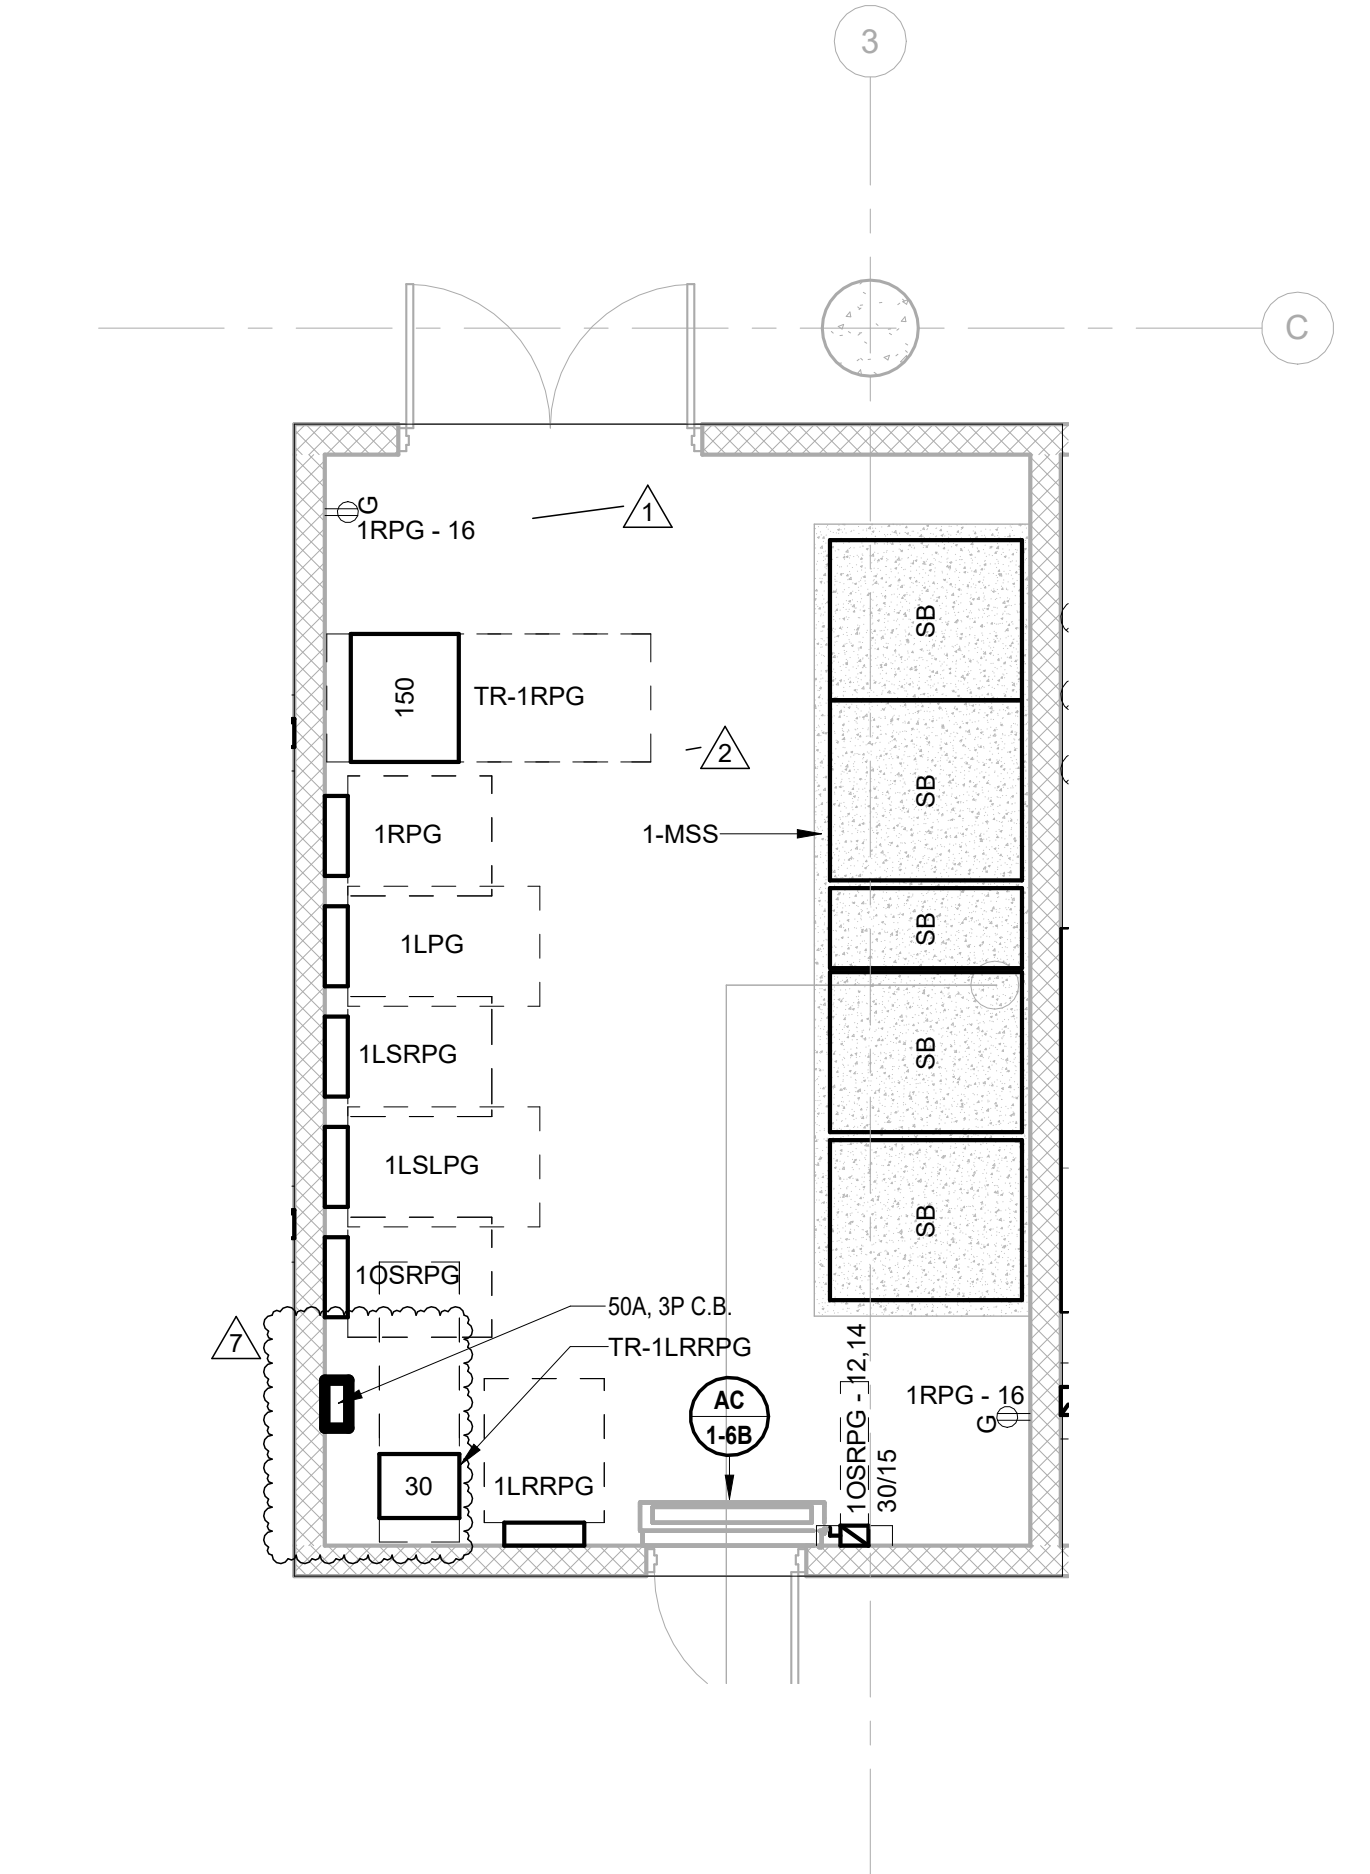 3
C
G
1RPG - 16
1
SB
150
TR-1RPG
2
SB
1RPG
1-MSS
1LPG
SB
1LSRPG
SB
1LSLPG
SB
1OSRPG
50A, 3P C.B.
7
TR-1LRRPG
1OSRPG - 12,14
30/15
1RPG - 16
G
AC
1-6B
30
1LRRPG